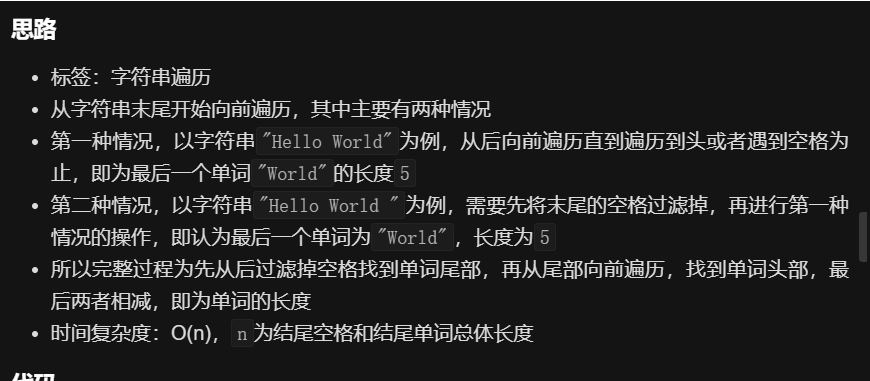 思路
• 标签：字符串遍历
• 从字符串末尾开始向前遍历，其中主要有两种情况
• 第一种情况，以字符串"Hello World"为例，从后向前遍历直到遍历到头或者遇到空格为
止，即为最后一个单词"World"的长度5
• 第二种情况，以字符串"Hello World "为例，需要先将末尾的空格过滤掉，再进行第一种
情况的操作，即认为最后一个单词为"World"，长度为5
• 所以完整过程为先从后过滤掉空格找到单词尾部，再从尾部向前遍历，找到单词头部，最
后两者相减，即为单词的长度
• 时间复杂度：O(n)，n为结尾空格和结尾单词总体长度
代码